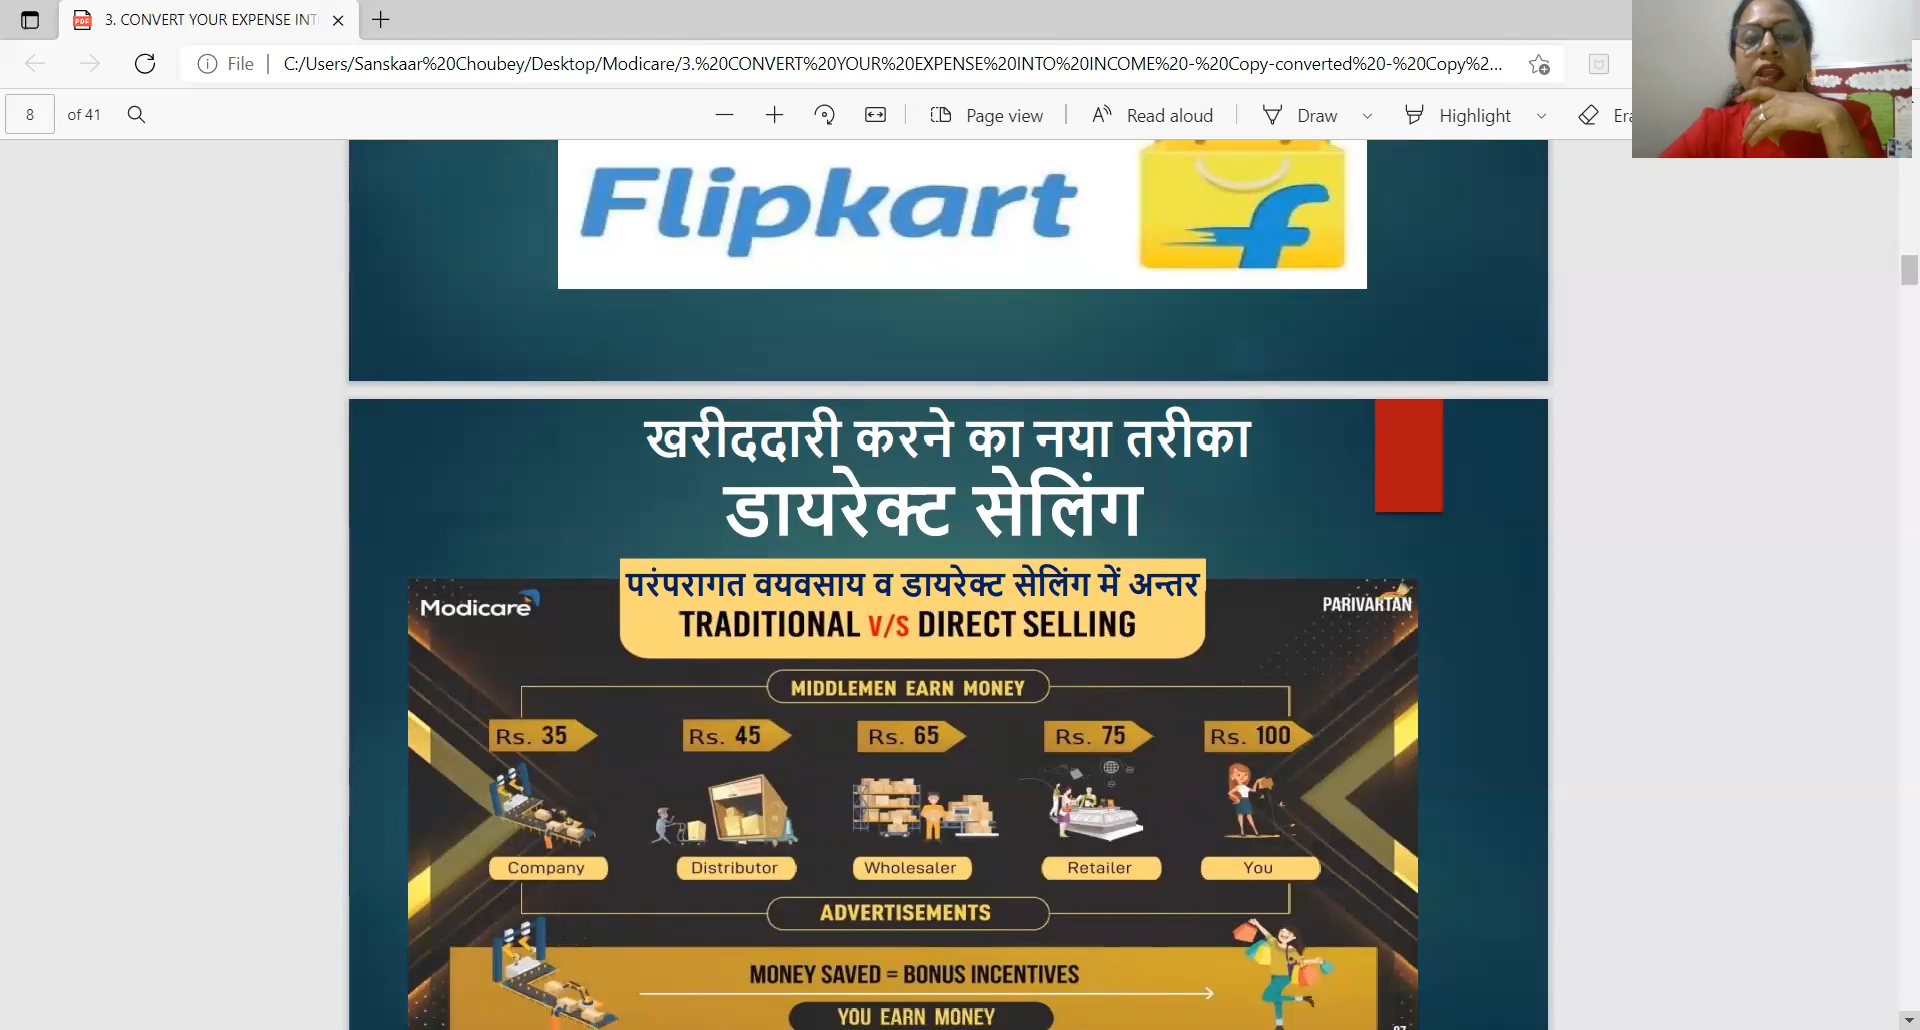 3. CONVERT YOUR EXPENSE INT
File
C:/Users/Sanskaar%20Choubey/Desktop/Modicare/3.%20CONVERT%20YOUR%20EXPENSE%20INTO%20INCOME%20-%20Copy-converted%20-%20Copy%2...
8 of 41
Page view
Read aloud
Draw
Highlight
Era
Flipkart
f
खरीददारी करने का नया तरीका
डायरेक्ट सेलिंग
परंपरागत वयवसाय व डायरेक्ट सेलिंग में अन्तर
Modicare
PARIVARTAN
TRADITIONAL V/S DIRECT SELLING
MIDDLEMEN EARN MONEY
Rs. 35 Rs. 45 Rs. 65 Rs. 75 Rs. 100
Company Distributor Wholesaler Retailer You
ADVERTISEMENTS
MONEY SAVED = BONUS INCENTIVES
YOU EARN MONEY